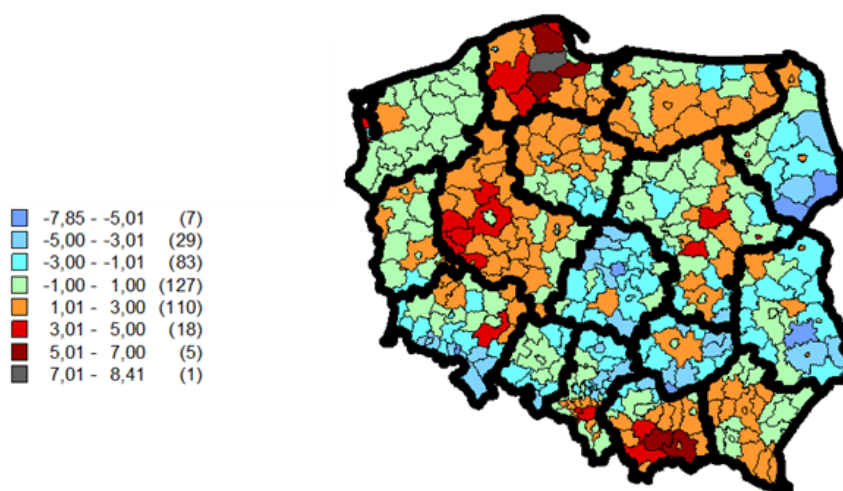 -7,85 - -5,01 (7)
-5,00 - -3,01 (29)
-3,00 - -1,01 (83)
-1,00 - 1,00 (127)
1,01 - 3,00 (110)
3,01 - 5,00 (18)
5,01 - 7,00 (5)
7,01 - 8,41 (1)